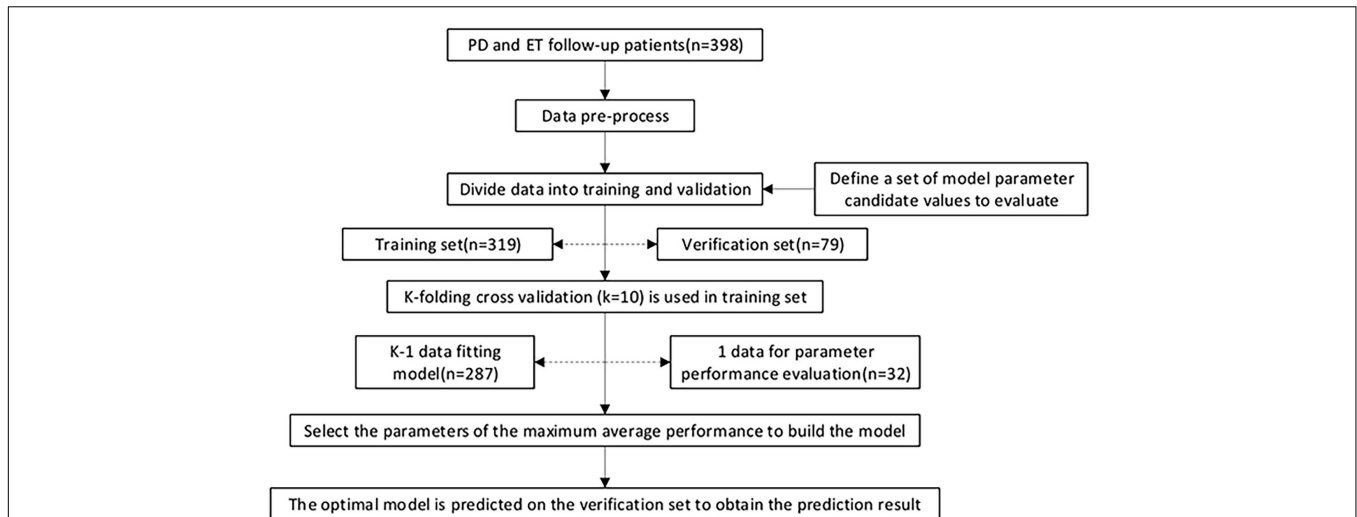 PD and ET follow-up patients(n=398)
Data pre-process
Divide data into training and validation
Define a set of model parameter
candidate values to evaluate
Training set(n=319)
Verification set(n=79)
K-folding cross validation (k=10) is used in training set
K-1 data fitting
model(n=287)
1 data for parameter
performance evaluation(n=32)
Select the parameters of the maximum average performance to build the model
The optimal model is predicted on the verification set to obtain the prediction result